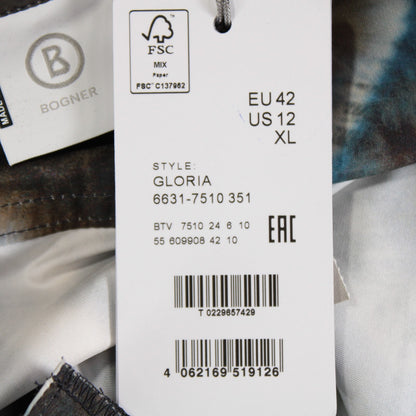 B
BOGNER
MADE
FSC
MIX
Paper
FSC™ C137962
EU 42
US 12
XL
STYLE:
GLORIA
6631-7510 351
BTV 7510 24 6 10
55 609908 42 10
EAC
T 0229657429
4 062169 519126